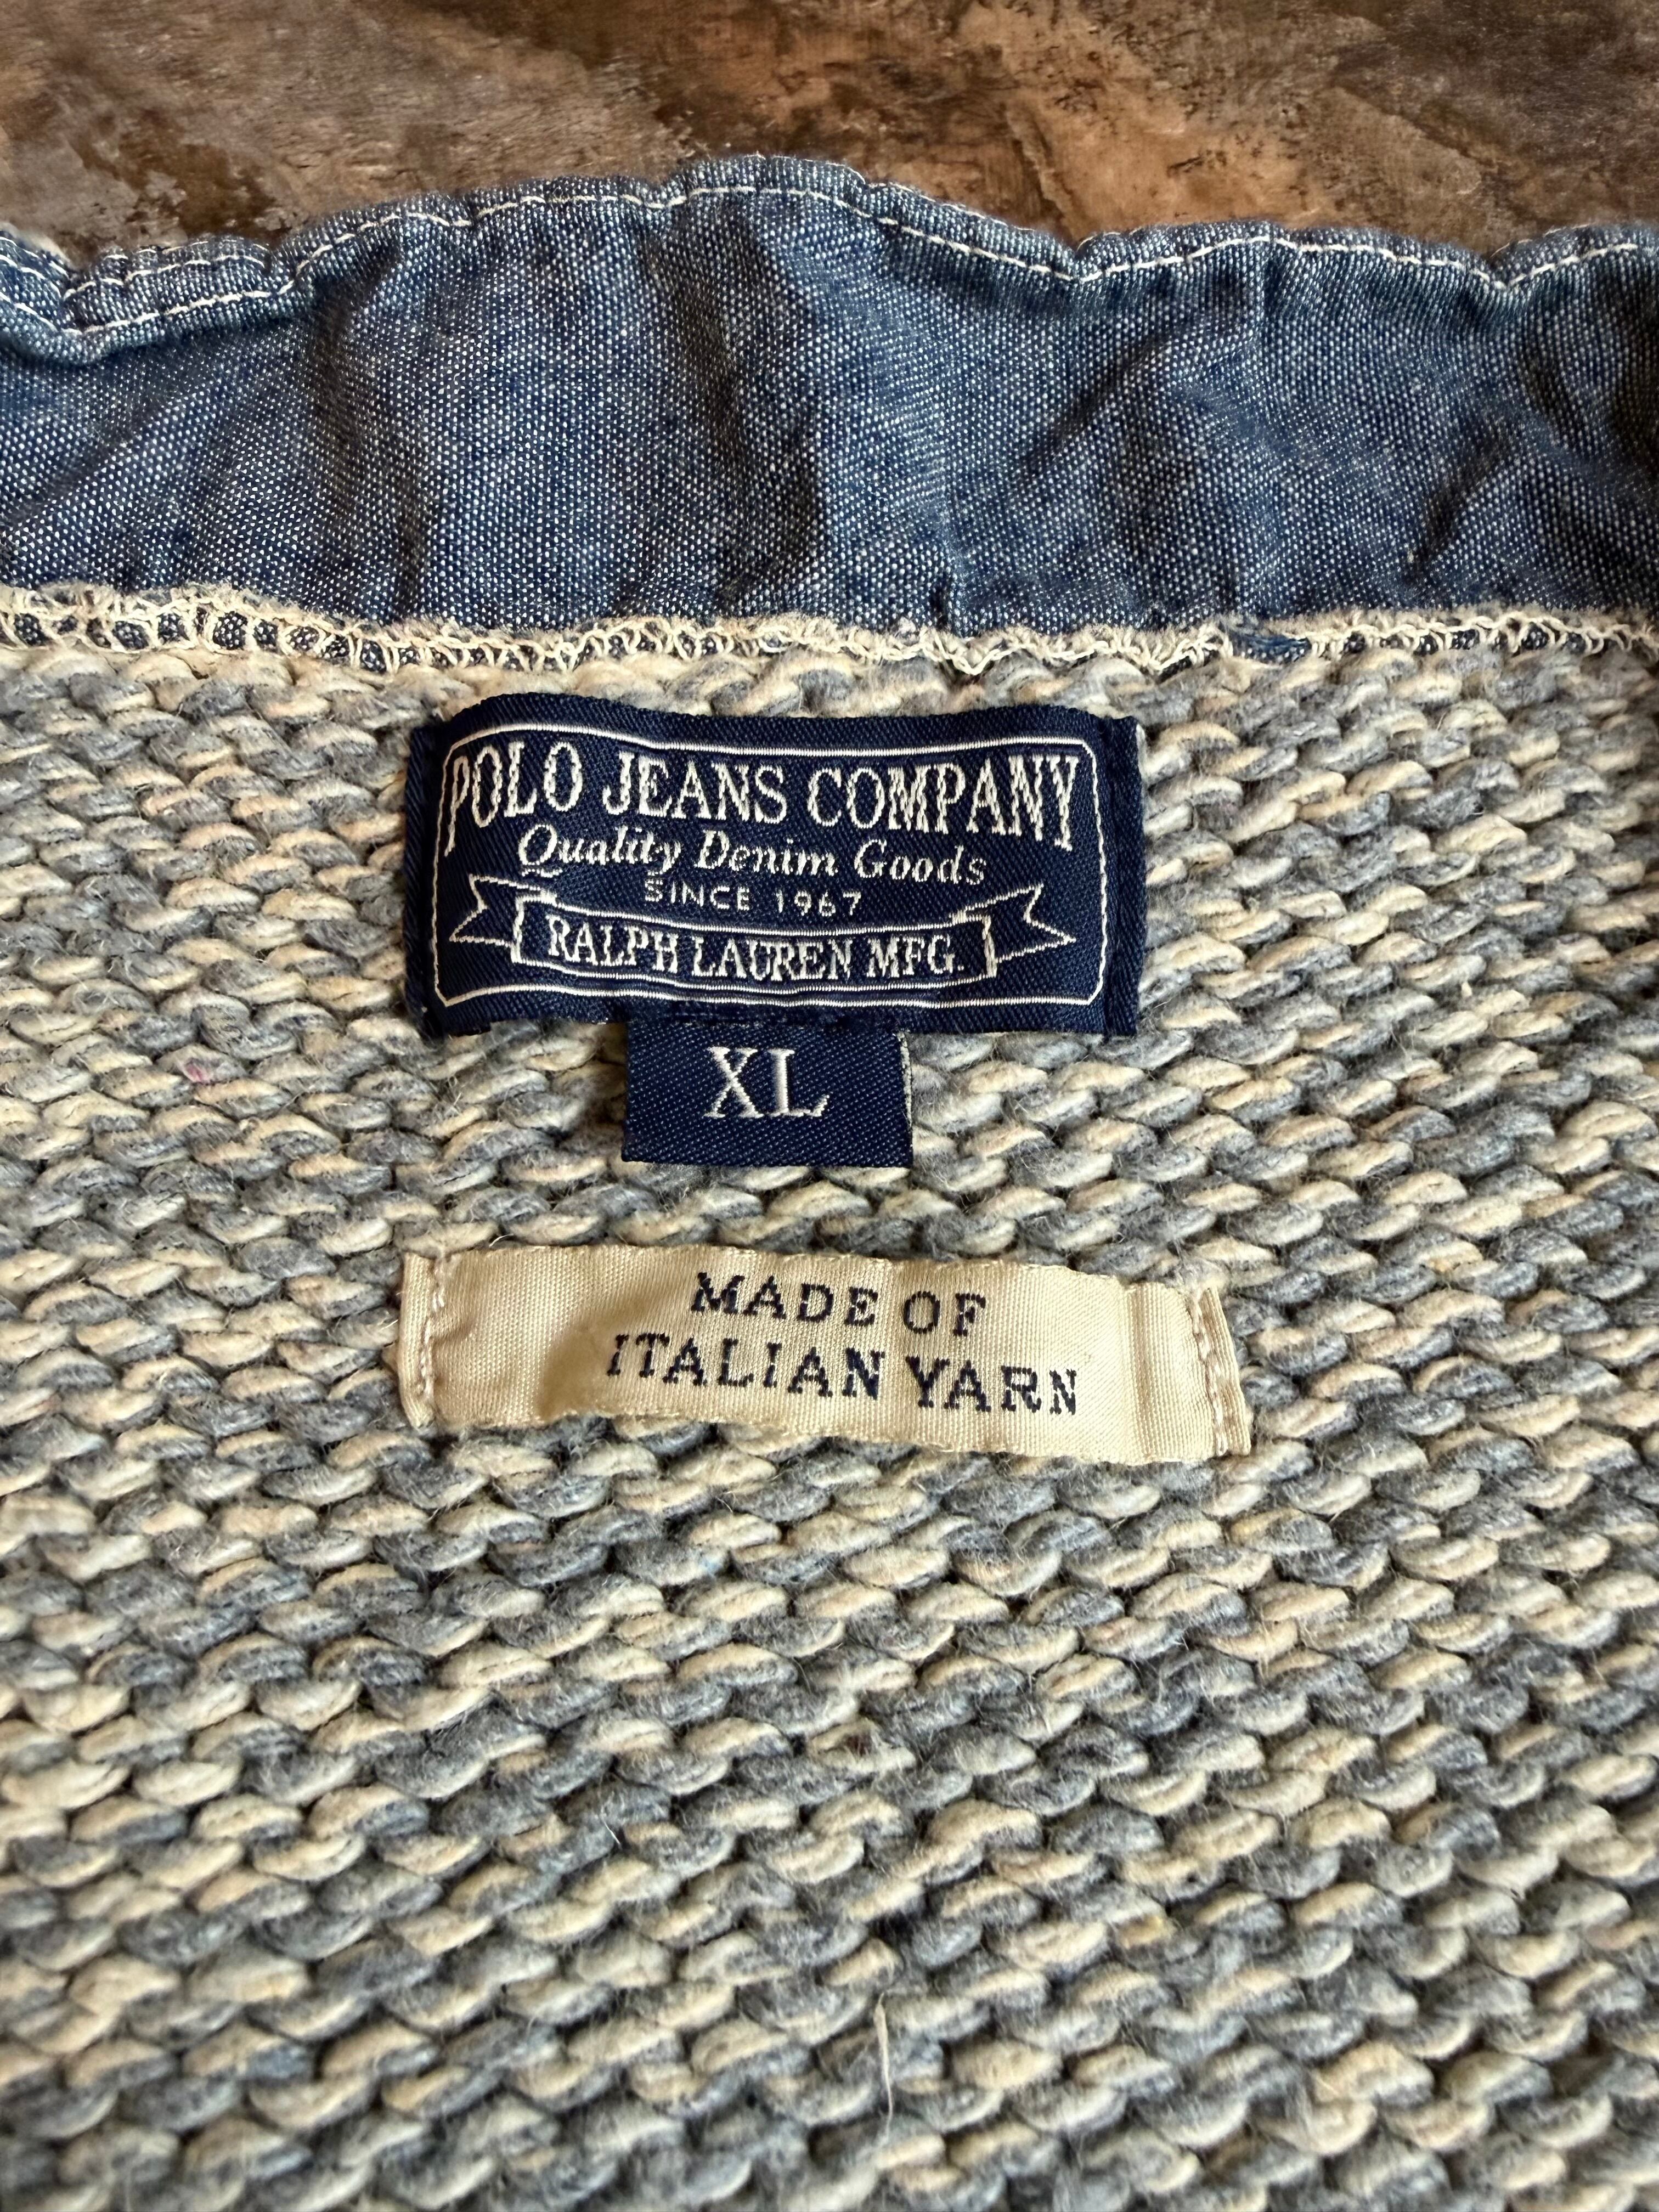 POLO JEANS COMPANY
Quality Denim Goods
SINCE 1967
RALPH LAUREN MFG.
XL
MADE OF
ITALIAN YARN